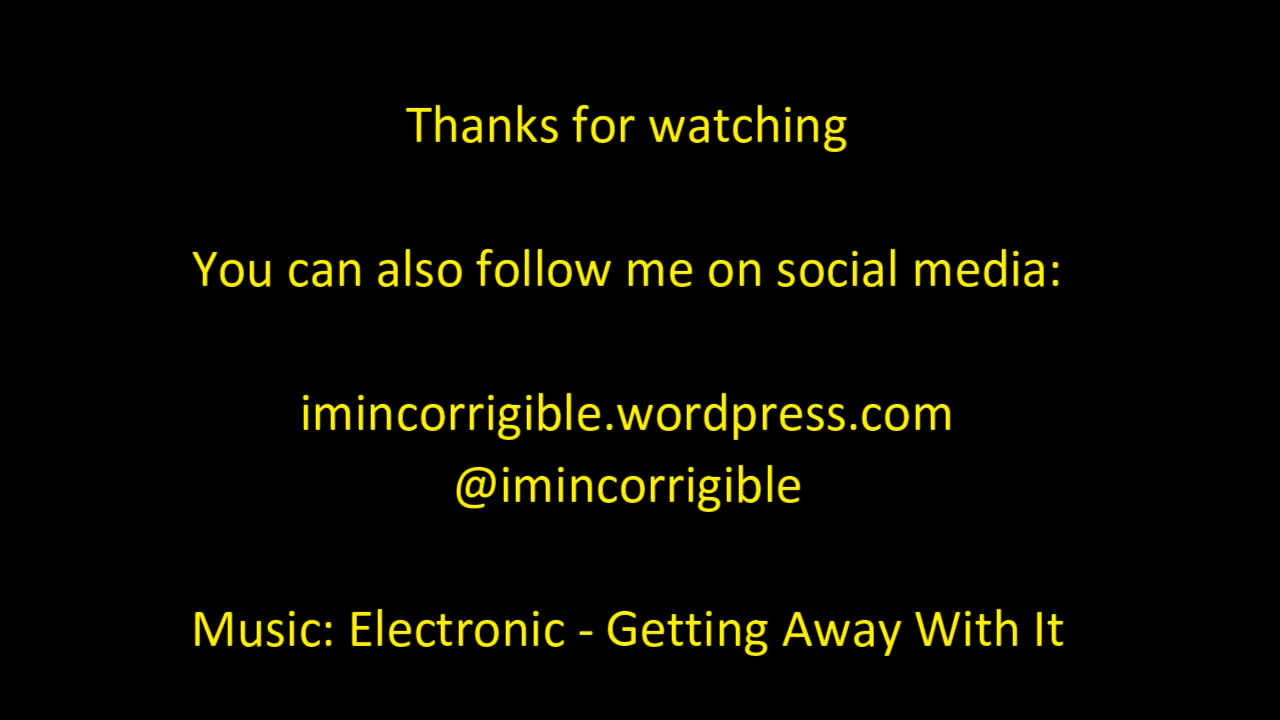 Thanks for watching
You can also follow me on social media:
imincorrigible.wordpress.com
@imincorrigible
Music: Electronic - Getting Away With It